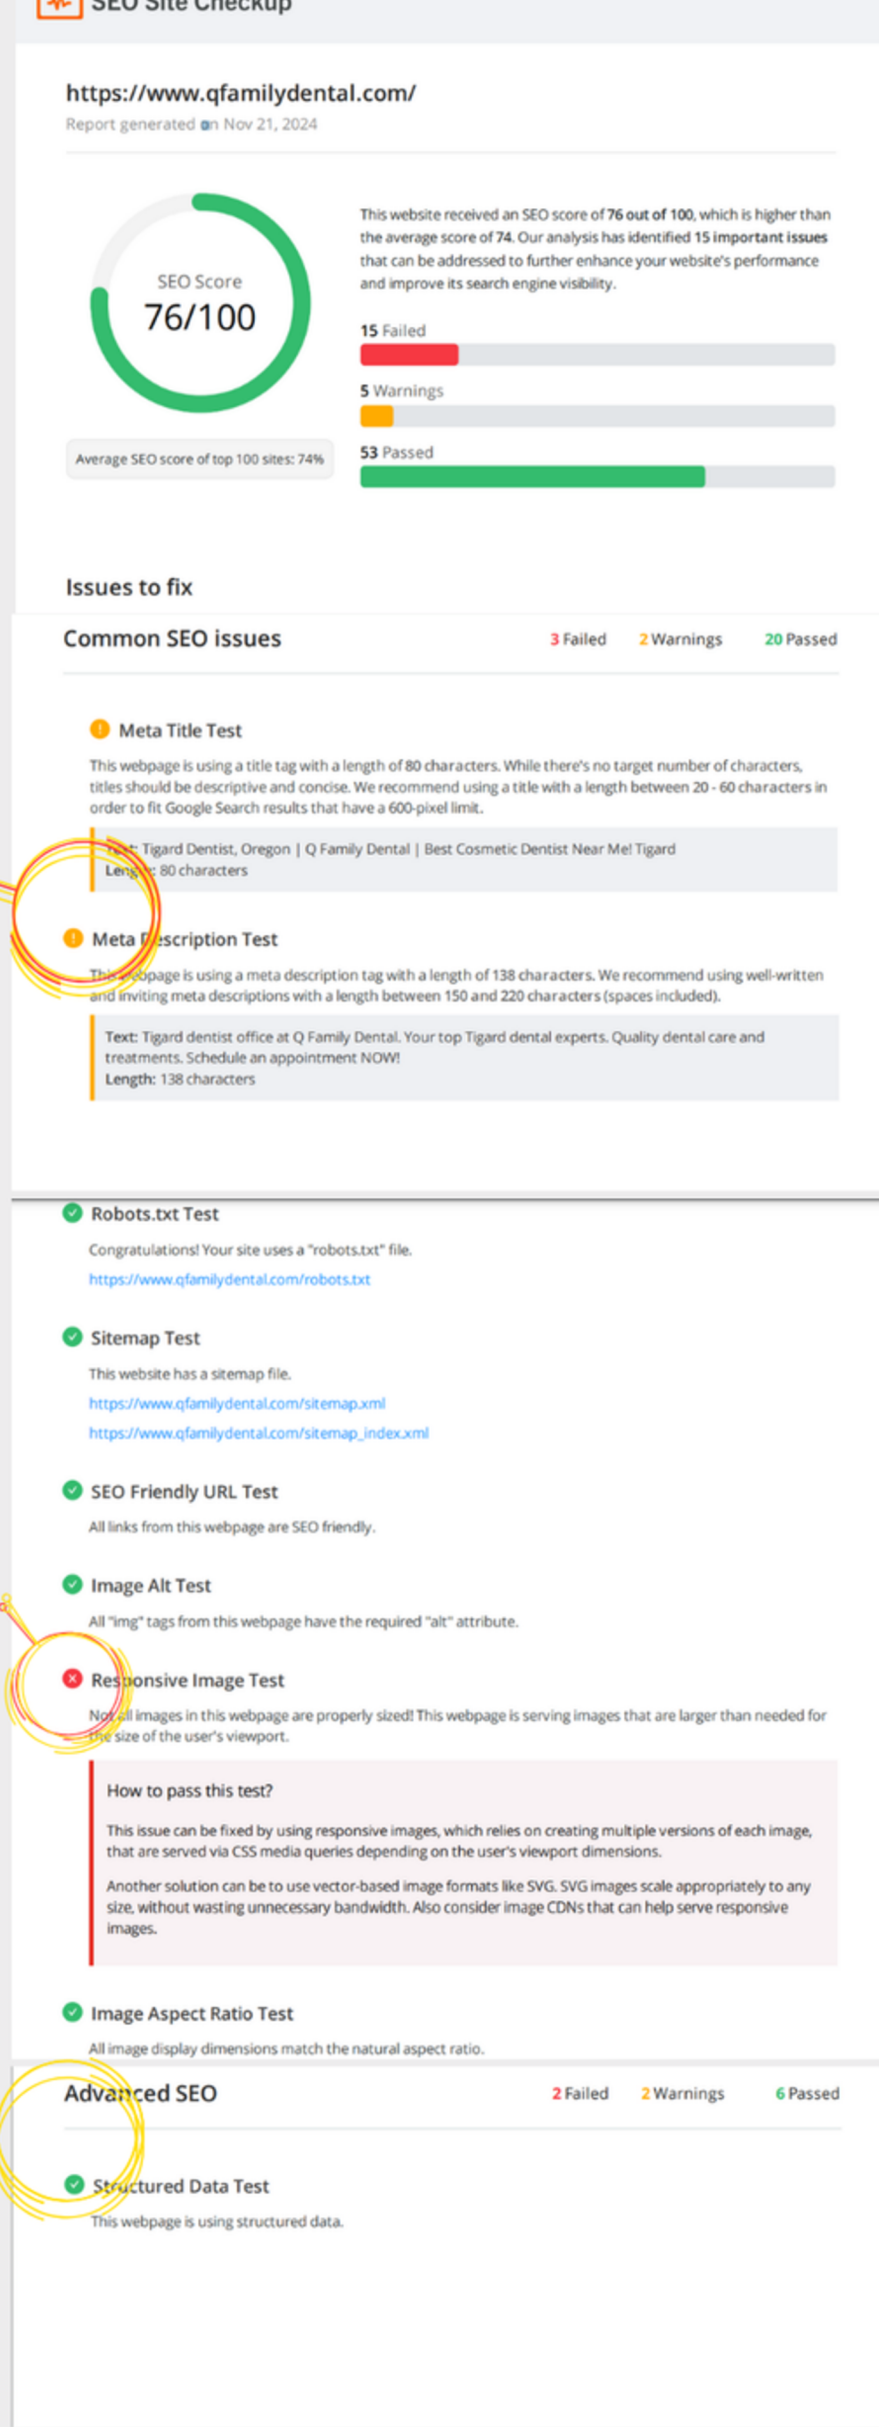 SEO Site Checkup
https://www.qfamilydental.com/
Report generated on Nov 21, 2024
SEO Score
76/100
Average SEO score of top 100 sites: 74%
This website received an SEO score of 76 out of 100, which is higher than
the average score of 74. Our analysis has identified 15 important issues
that can be addressed to further enhance your website's performance
and improve its search engine visibility.
15 Failed
5 Warnings
53 Passed
Issues to fix
Common SEO issues 3 Failed 2 Warnings 20 Passed
Meta Title Test
This webpage is using a title tag with a length of 80 characters. While there's no target number of characters,
titles should be descriptive and concise. We recommend using a title with a length between 20 - 60 characters in
order to fit Google Search results that have a 600-pixel limit.
Text: Tigard Dentist, Oregon | Q Family Dental | Best Cosmetic Dentist Near Me! Tigard
Length: 80 characters
Meta Description Test
This webpage is using a meta description tag with a length of 138 characters. We recommend using well-written
and inviting meta descriptions with a length between 150 and 220 characters (spaces included).
Text: Tigard dentist office at Q Family Dental. Your top Tigard dental experts. Quality dental care and
treatments. Schedule an appointment NOW!
Length: 138 characters
Robots.txt Test
Congratulations! Your site uses a "robots.txt" file.
https://www.qfamilydental.com/robots.txt
Sitemap Test
This website has a sitemap file.
https://www.qfamilydental.com/sitemap.xml
https://www.qfamilydental.com/sitemap_index.xml
SEO Friendly URL Test
All links from this webpage are SEO friendly.
Image Alt Test
All "img" tags from this webpage have the required "alt" attribute.
Responsive Image Test
Not all images in this webpage are properly sized! This webpage is serving images that are larger than needed for
the size of the user's viewport.
How to pass this test?
This issue can be fixed by using responsive images, which relies on creating multiple versions of each image,
that are served via CSS media queries depending on the user's viewport dimensions.
Another solution can be to use vector-based image formats like SVG. SVG images scale appropriately to any
size, without wasting unnecessary bandwidth. Also consider image CDNs that can help serve responsive
images.
Image Aspect Ratio Test
All image display dimensions match the natural aspect ratio.
Advanced SEO 2 Failed 2 Warnings 6 Passed
Structured Data Test
This webpage is using structured data.